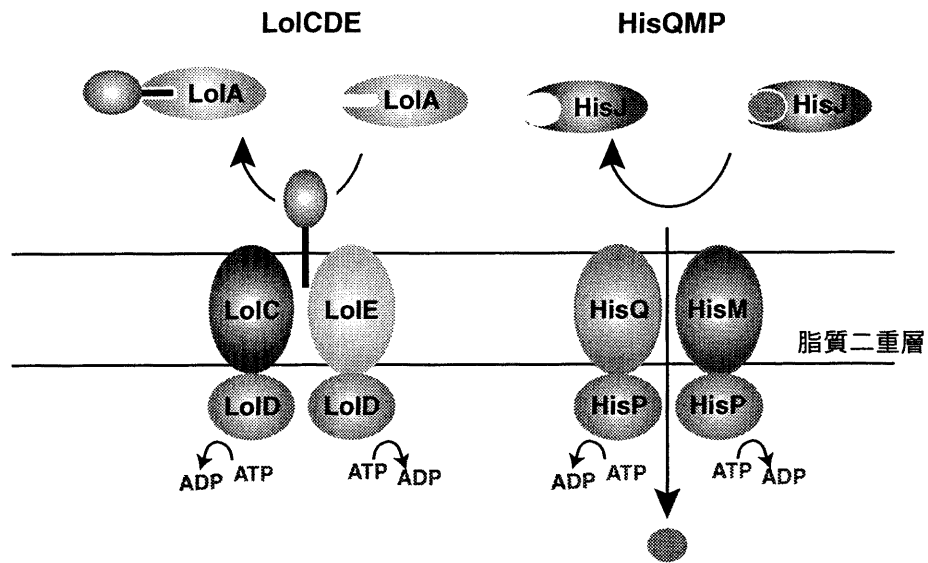 LolCDE HisQMP
LolA LolA HisJ HisJ
LolC LolE HisQ HisM
脂質二重層
LolD LolD HisP HisP
ADP ATP ATP ADP ADP ATP ATP ADP